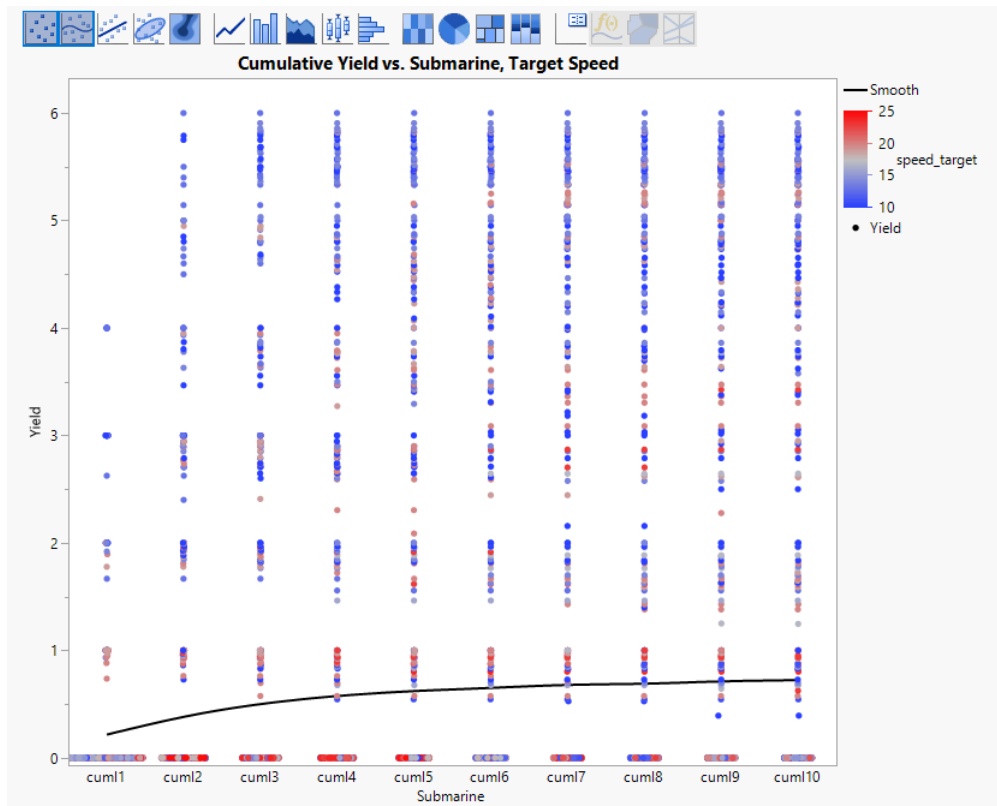 Cumulative Yield vs. Submarine, Target Speed
Smooth
25
20
speed_target
15
10
Yield
6
5
4
3
2
1
0
Yield
cuml1 cuml2 cuml3 cuml4 cuml5 cuml6 cuml7 cuml8 cuml9 cuml10
Submarine